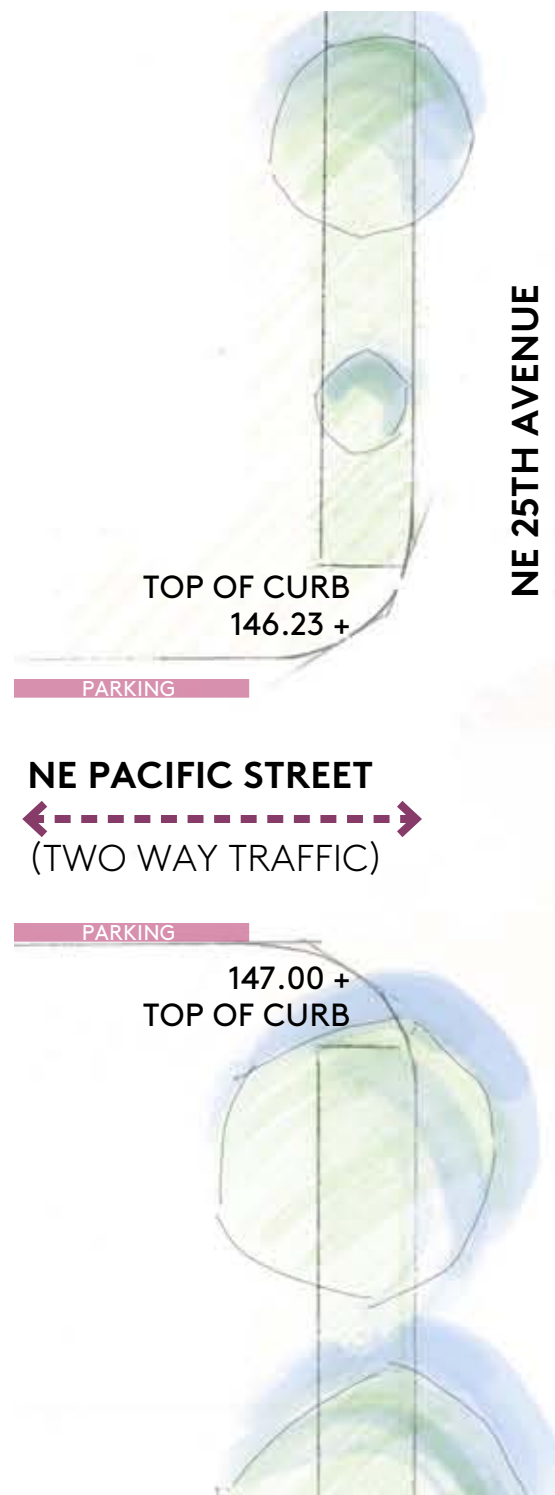 NE 25TH AVENUE
TOP OF CURB
146.23 +
PARKING
NE PACIFIC STREET
(TWO WAY TRAFFIC)
PARKING
147.00 +
TOP OF CURB